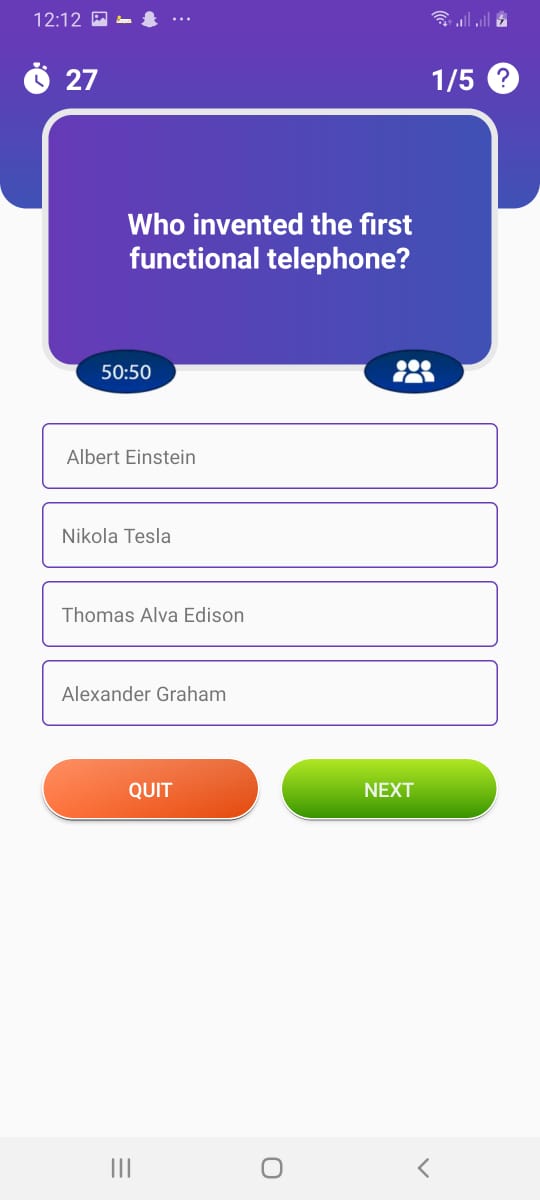 12:12
27
1/5
?
Who invented the first
functional telephone?
50:50
Albert Einstein
Nikola Tesla
Thomas Alva Edison
Alexander Graham
QUIT
NEXT